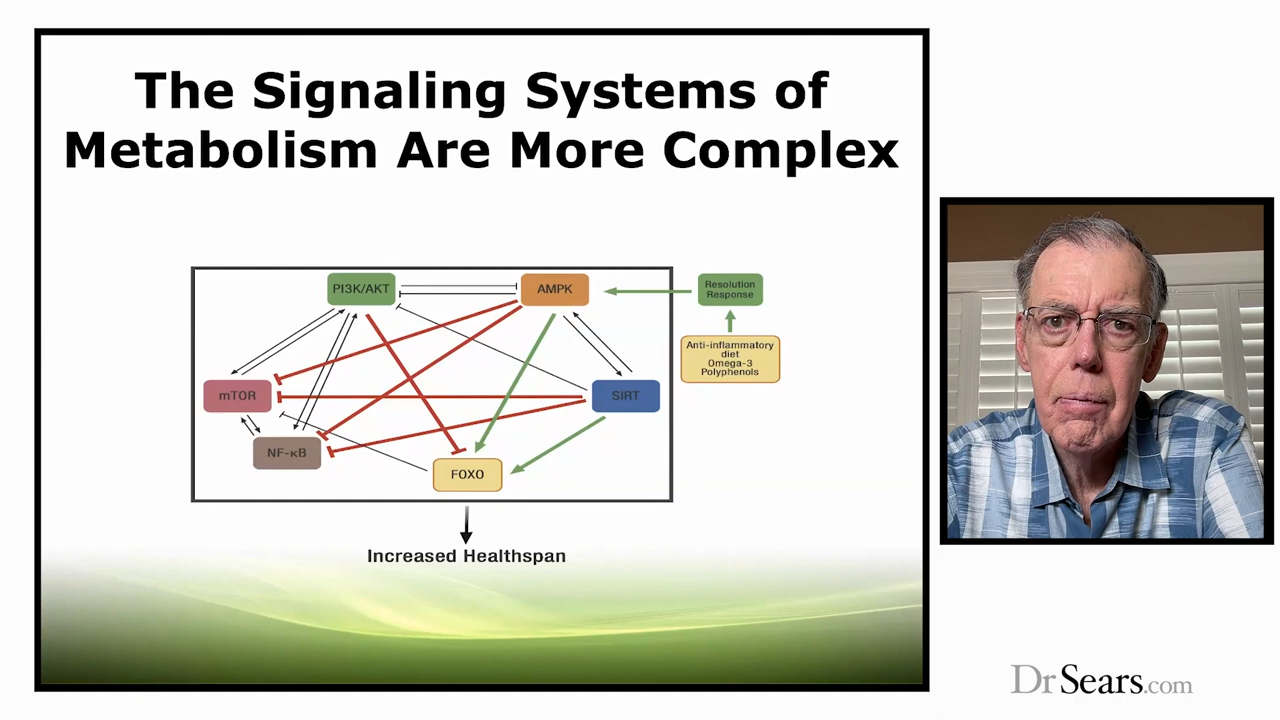 The Signaling Systems of
Metabolism Are More Complex
PI3K/AKT
AMPK
Resolution
Response
Anti-inflammatory
diet
Omega-3
Polyphenols
mTOR
SIRT
NF-κB
FOXO
Increased Healthspan
DrSears.com